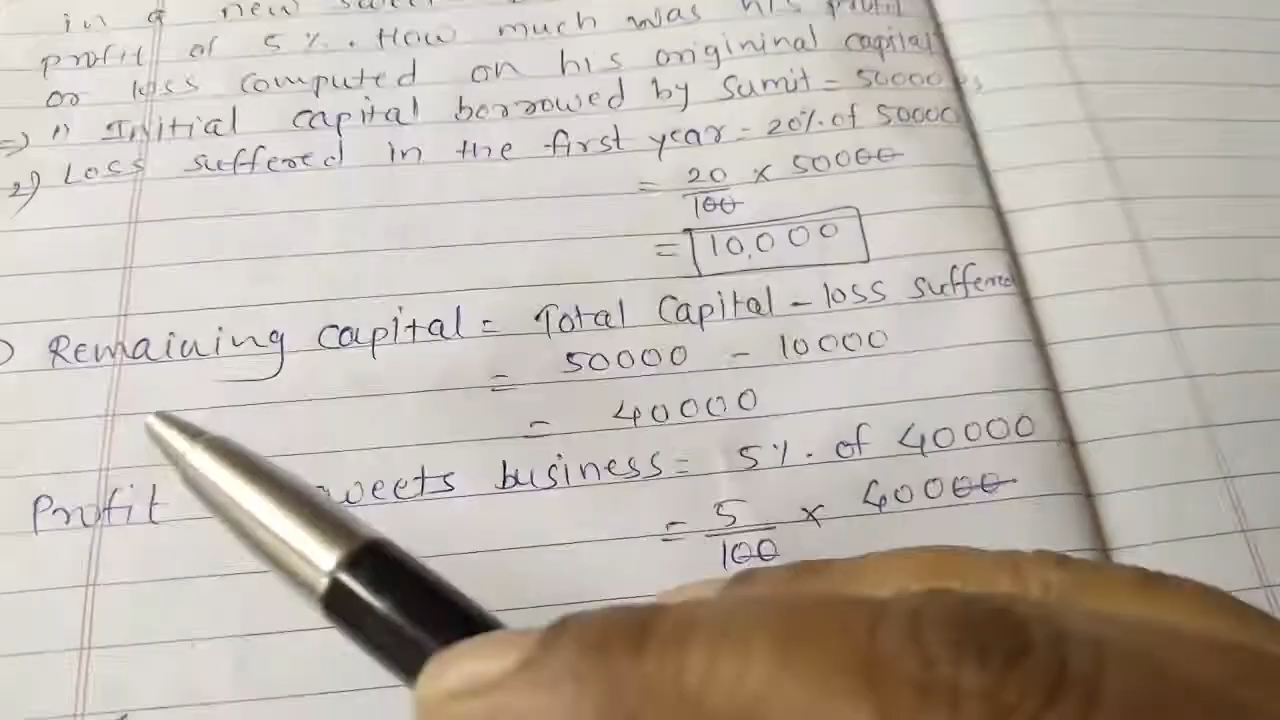 in a new
profit of 5%. How much was his profit
or loss computed on his origininal capital
=> 1) Initial capital borrowed by Sumit = 50000
2) Loss suffered in the first year = 20% of 50000
= 20/100 × 50000
= 10,000
Remaining capital = Total Capital - loss suffered
= 50000 - 10000
= 40000
Profit sweets business = 5% of 40000
= 5/100 × 40000